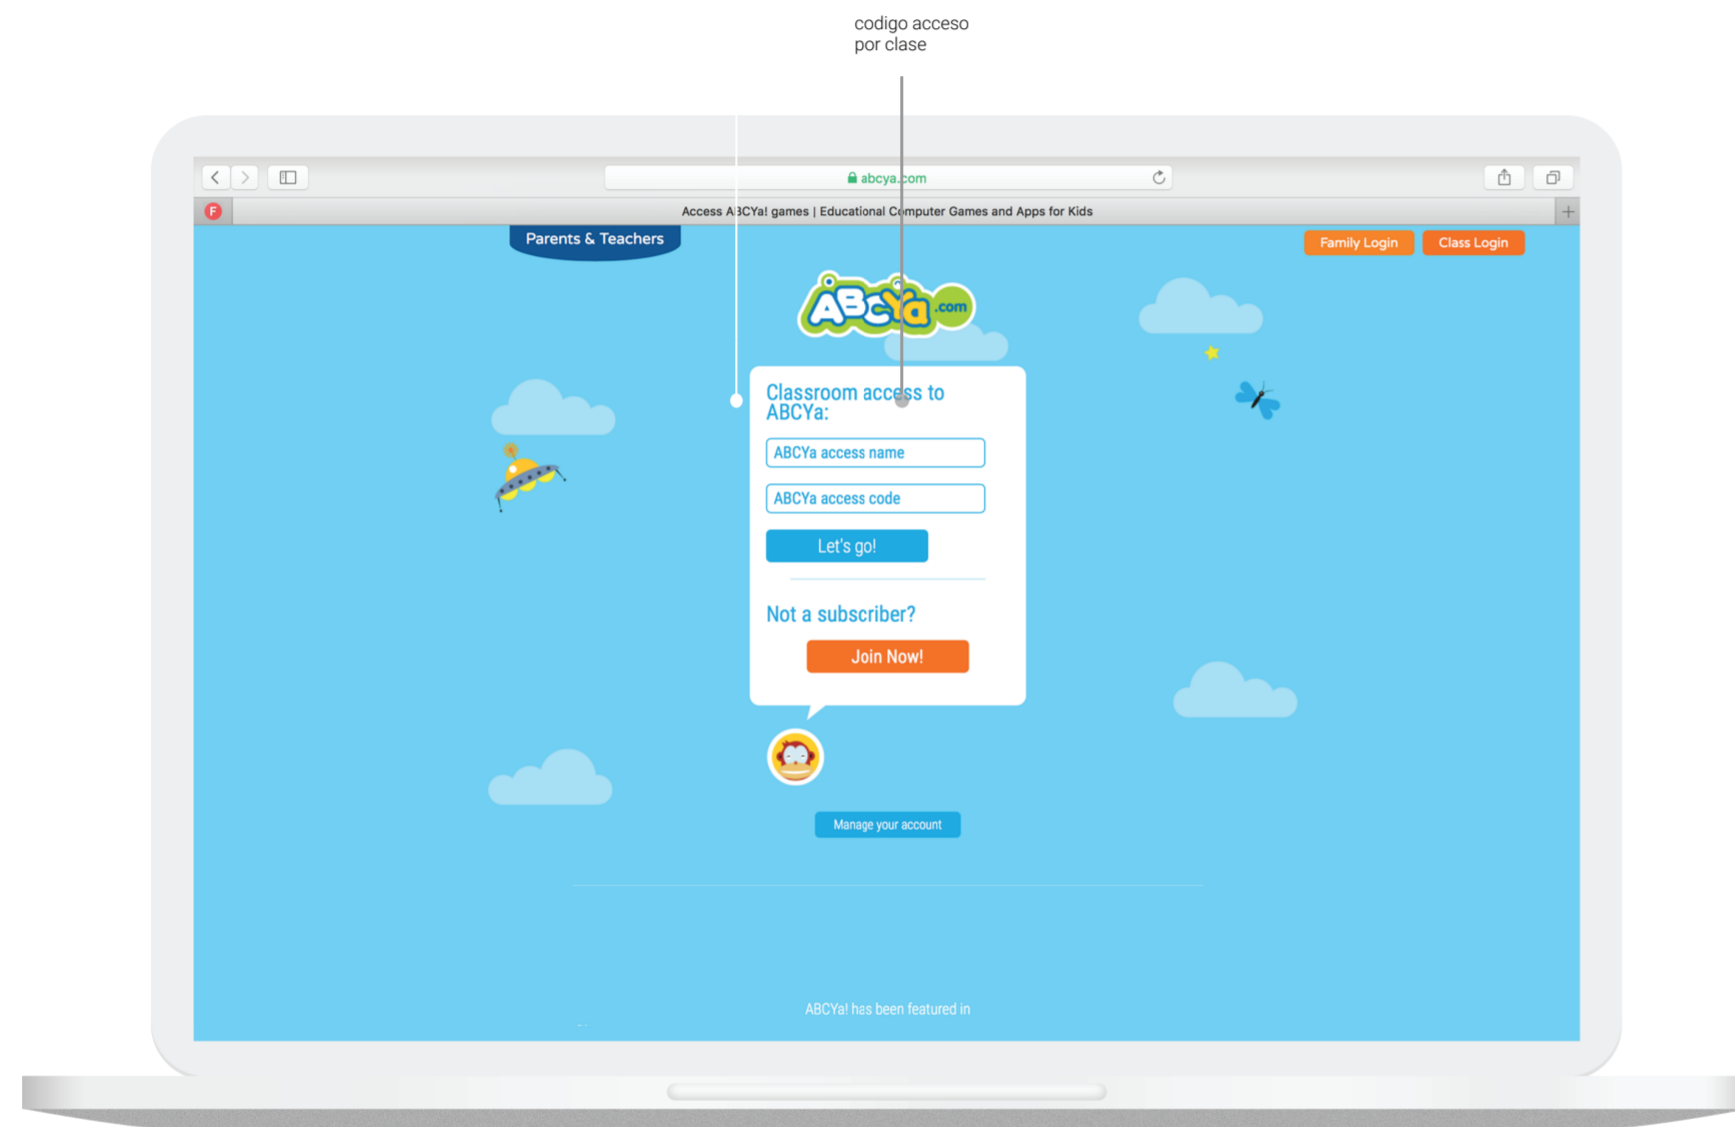 codigo acceso
por clase
abcya.com
F
Access ABCYa! games | Educational Computer Games and Apps for Kids
Parents & Teachers
Family Login
Class Login
ABCYa.com
Classroom access to
ABCYa:
ABCYa access name
ABCYa access code
Let's go!
Not a subscriber?
Join Now!
Manage your account
ABCYa! has been featured in